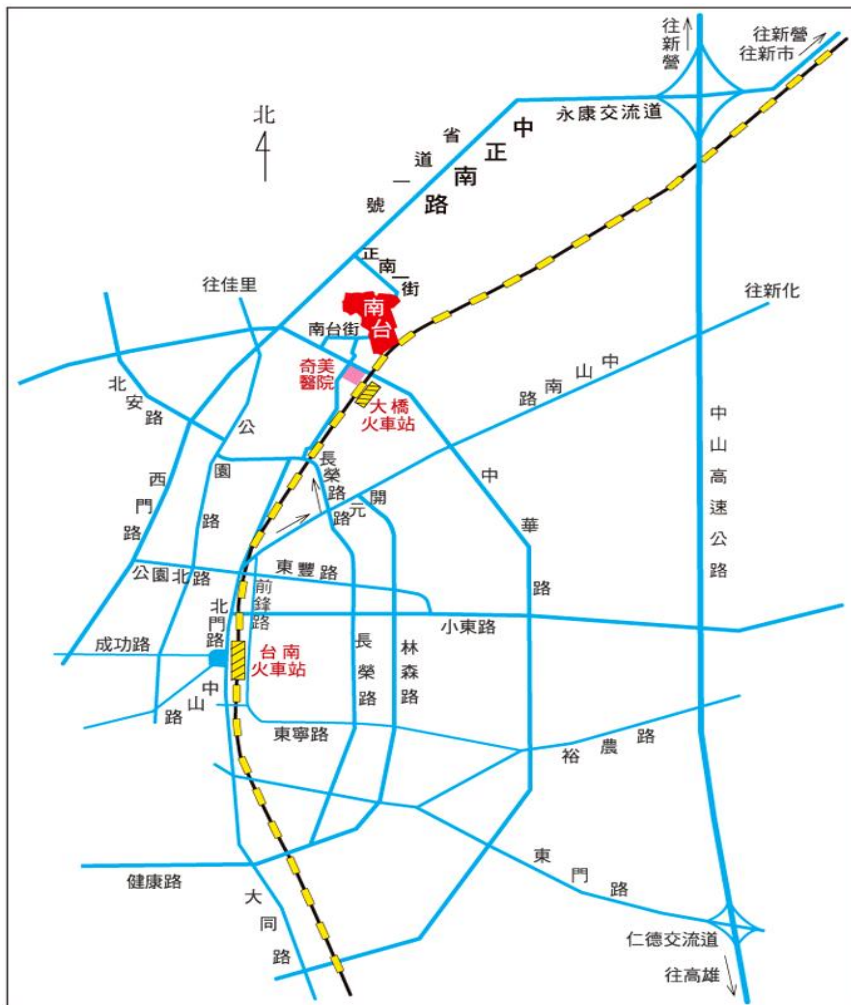 往新營
往新營
往新市
永康交流道
北
省道一號
中正南路
正南一街
往佳里
南台
南台街
往新化
奇美
醫院
大橋
火車站
中山南路
北安路
公園路
西門路
長榮路
開元路
中華路
中山高速公路
公園北路
東豐路
前鋒路
北門路
小東路
成功路
台南
火車站
長榮路
林森路
中山路
東寧路
裕農路
健康路
東門路
大同路
仁德交流道
往高雄